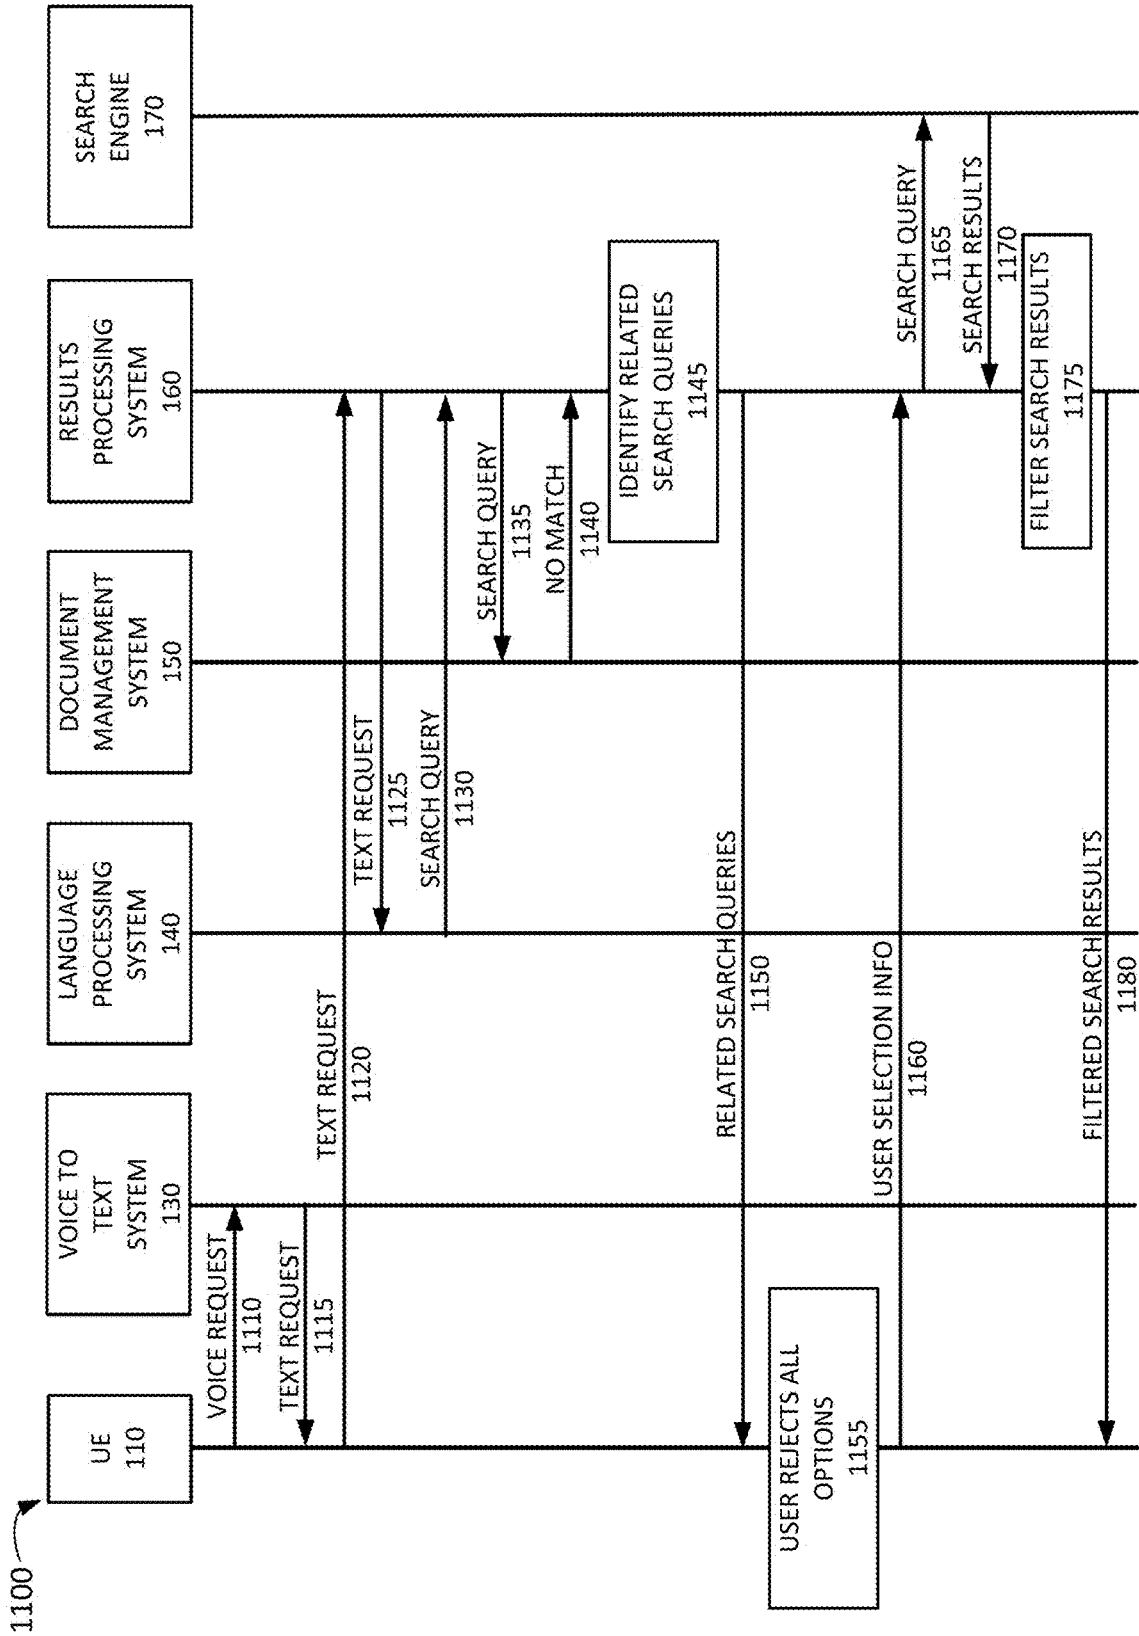 1100
UE
110
VOICE TO
TEXT
SYSTEM
130
LANGUAGE
PROCESSING
SYSTEM
140
DOCUMENT
MANAGEMENT
SYSTEM
150
RESULTS
PROCESSING
SYSTEM
160
SEARCH
ENGINE
170
VOICE REQUEST
1110
TEXT REQUEST
1115
TEXT REQUEST
1120
TEXT REQUEST
1125
SEARCH QUERY
1130
SEARCH QUERY
1135
NO MATCH
1140
IDENTIFY RELATED
SEARCH QUERIES
1145
RELATED SEARCH QUERIES
1150
USER REJECTS ALL
OPTIONS
1155
USER SELECTION INFO
1160
SEARCH QUERY
1165
SEARCH RESULTS
1170
FILTER SEARCH RESULTS
1175
FILTERED SEARCH RESULTS
1180